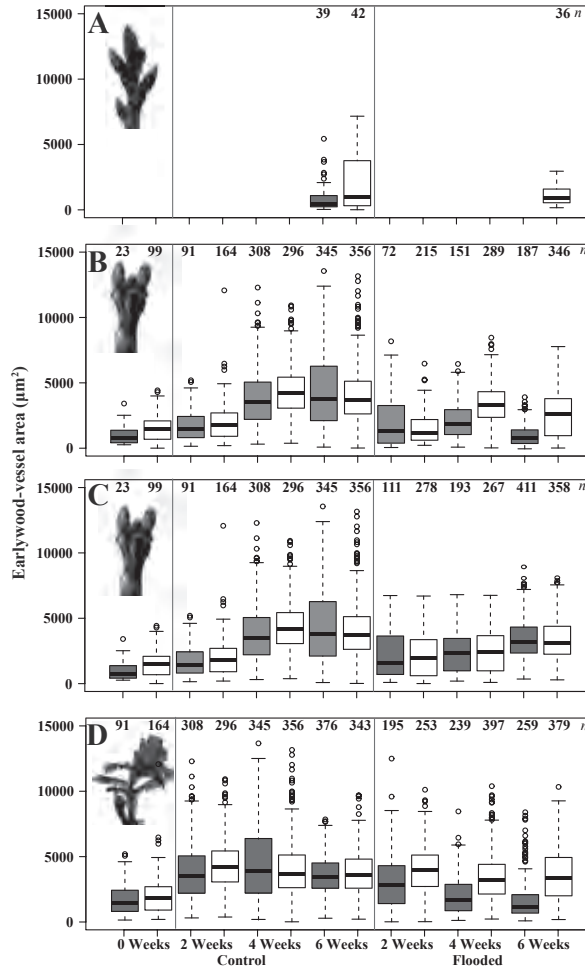 15000 A 39 42 36 n
10000
5000
0
15000 B 23 99 91 164 308 296 345 356 72 215 151 289 187 346 n
10000
5000
0
Earlywood-vessel area (µm²)
15000 C 23 99 91 164 308 296 345 356 111 278 193 267 411 358 n
10000
5000
0
15000 D 91 164 308 296 345 356 376 343 195 253 239 397 259 379 n
10000
5000
0
0 Weeks 2 Weeks 4 Weeks 6 Weeks 2 Weeks 4 Weeks 6 Weeks
Control Flooded